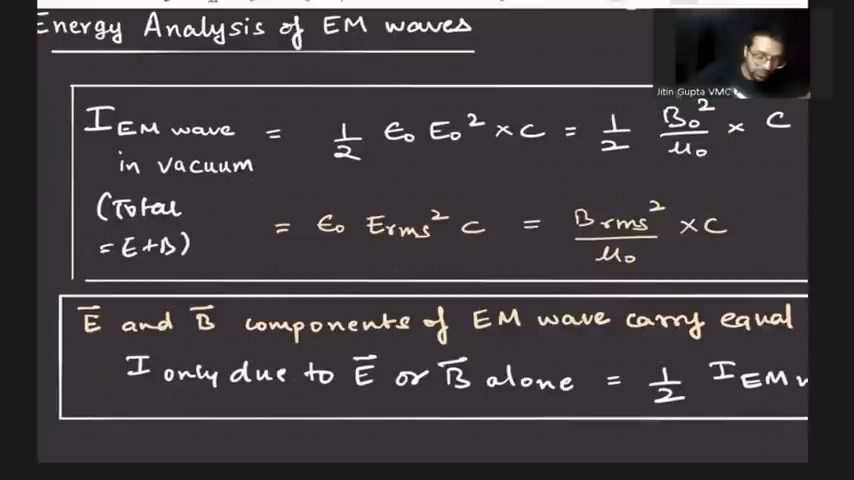 Energy Analysis of EM waves
Jitin Gupta VMC
I EM wave = 1/2 ϵ₀ E₀² × C = 1/2 B₀²/μ₀ × C
in vacuum
(Total = ϵ₀ Erms² C = Brms²/μ₀ × C
= E+B)
E⃗ and B⃗ components of EM wave carry equal
I only due to E⃗ or B⃗ alone = 1/2 I EM